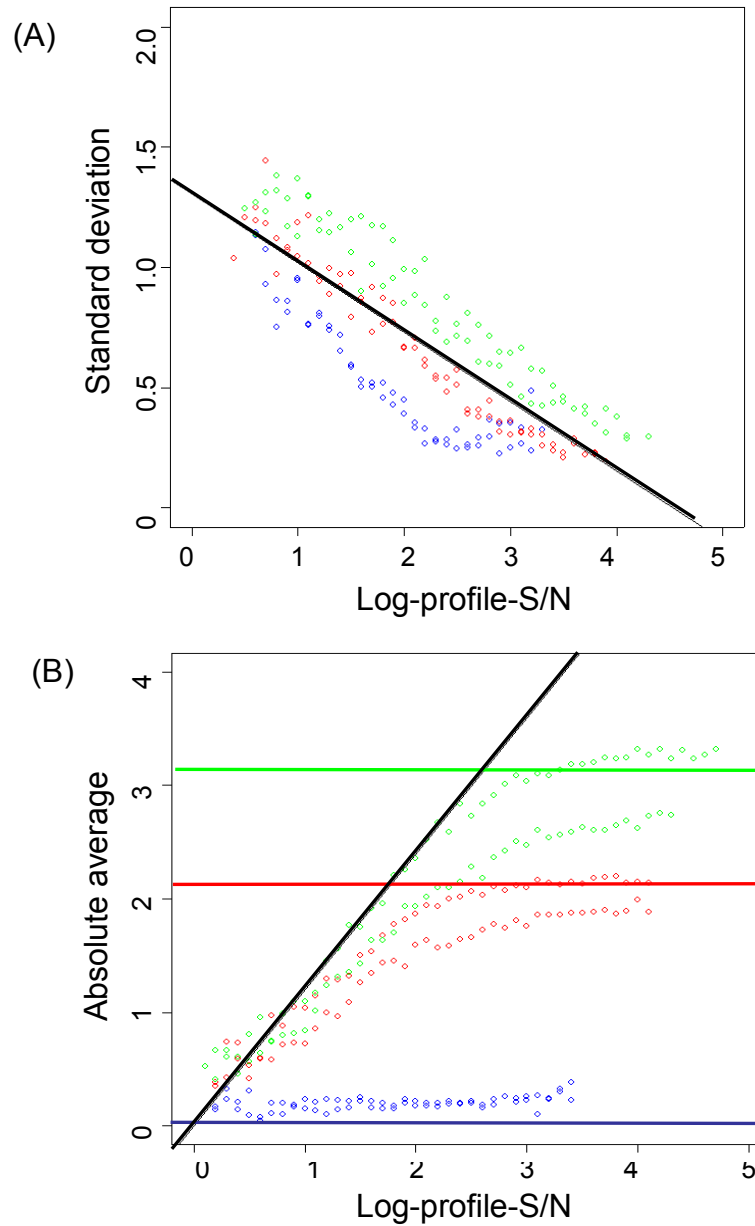 (A)
Standard deviation
2.0
1.5
1.0
0.5
0
0 1 2 3 4 5
Log-profile-S/N
(B)
Absolute average
4
3
2
1
0
0 1 2 3 4 5
Log-profile-S/N